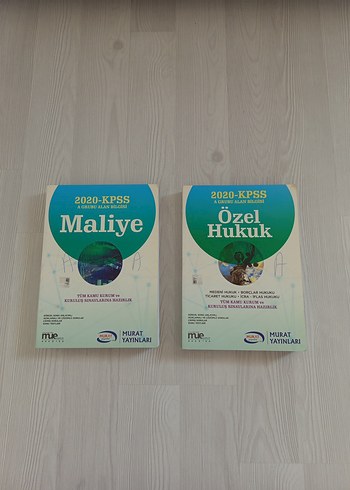 2020-KPSS
A GRUBU ALAN BİLGİSİ
Maliye
TÜM KAMU KURUM ve
KURULUŞ SINAVLARINA HAZIRLIK
müe
MURAT
YAYINLARI
2020-KPSS
A GRUBU ALAN BİLGİSİ
Özel
Hukuk
MEDENİ HUKUK - BORÇLAR HUKUKU
TİCARET HUKUKU - İCRA - İFLAS HUKUKU
TÜM KAMU KURUM ve
KURULUŞ SINAVLARINA HAZIRLIK
müe
MURAT
YAYINLARI